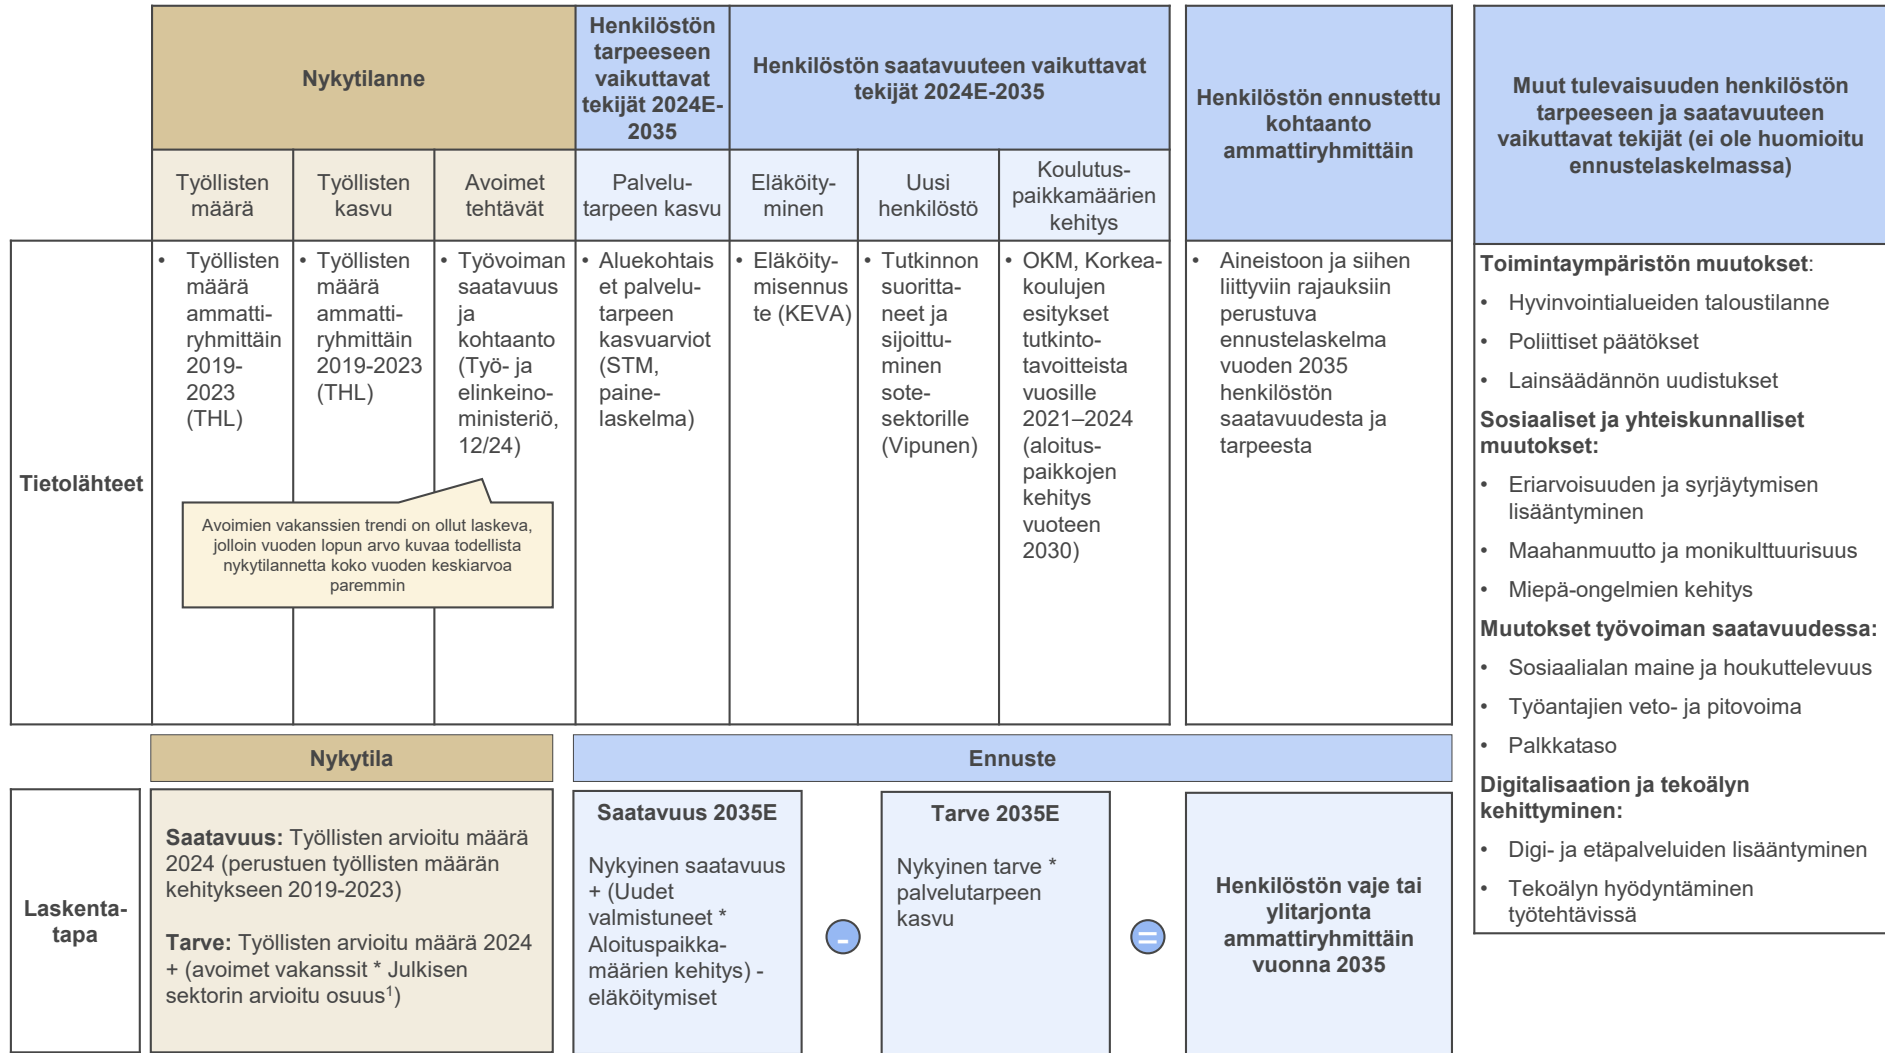 Nykytilanne
Henkilöstön
tarpeeseen
vaikuttavat
tekijät 2024E-
2035
Henkilöstön saatavuuteen vaikuttavat
tekijät 2024E-2035
Henkilöstön ennustettu
kohtaanto
ammattiryhmittäin
Muut tulevaisuuden henkilöstön
tarpeeseen ja saatavuuteen
vaikuttavat tekijät (ei ole huomioitu
ennustelaskelmassa)
Työllisten
määrä
Työllisten
kasvu
Avoimet
tehtävät
Palvelu-
tarpeen kasvu
Eläköity-
minen
Uusi
henkilöstö
Koulutus-
paikkamäärien
kehitys
Tietolähteet
• Työllisten
määrä
ammatti-
ryhmittäin
2019-
2023
(THL)
• Työllisten
määrä
ammatti-
ryhmittäin
2019-2023
(THL)
• Työvoiman
saatavuus
ja
kohtaanto
(Työ- ja
elinkeino-
ministeriö,
12/24)
• Aluekohtais
et palvelu-
tarpeen
kasvuarviot
(STM,
paine-
laskelma)
• Eläköity-
misennus
te (KEVA)
• Tutkinnon
suoritta-
neet ja
sijoittu-
minen
sote-
sektorille
(Vipunen)
• OKM, Korkea-
koulujen
esitykset
tutkinto-
tavoitteista
vuosille
2021–2024
(aloitus-
paikkojen
kehitys
vuoteen
2030)
• Aineistoon ja siihen
liittyviin rajauksiin
perustuva
ennustelaskelma
vuoden 2035
henkilöstön
saatavuudesta ja
tarpeesta
Avoimien vakanssien trendi on ollut laskeva,
jolloin vuoden lopun arvo kuvaa todellista
nykytilannetta koko vuoden keskiarvoa
paremmin
Toimintaympäristön muutokset:
• Hyvinvointialueiden taloustilanne
• Poliittiset päätökset
• Lainsäädännön uudistukset
Sosiaaliset ja yhteiskunnalliset
muutokset:
• Eriarvoisuuden ja syrjäytymisen
lisääntyminen
• Maahanmuutto ja monikulttuurisuus
• Miepä-ongelmien kehitys
Muutokset työvoiman saatavuudessa:
• Sosiaalialan maine ja houkuttelevuus
• Työantajien veto- ja pitovoima
• Palkkataso
Digitalisaation ja tekoälyn
kehittyminen:
• Digi- ja etäpalveluiden lisääntyminen
• Tekoälyn hyödyntäminen
työtehtävissä
Nykytila
Ennuste
Laskenta-
tapa
Saatavuus: Työllisten arvioitu määrä
2024 (perustuen työllisten määrän
kehitykseen 2019-2023)
Tarve: Työllisten arvioitu määrä 2024
+ (avoimet vakanssit * Julkisen
sektorin arvioitu osuus¹)
Saatavuus 2035E
Nykyinen saatavuus
+ (Uudet
valmistuneet *
Aloituspaikka-
määrien kehitys) -
eläköitymiset
-
Tarve 2035E
Nykyinen tarve *
palvelutarpeen
kasvu
=
Henkilöstön vaje tai
ylitarjonta
ammattiryhmittäin
vuonna 2035